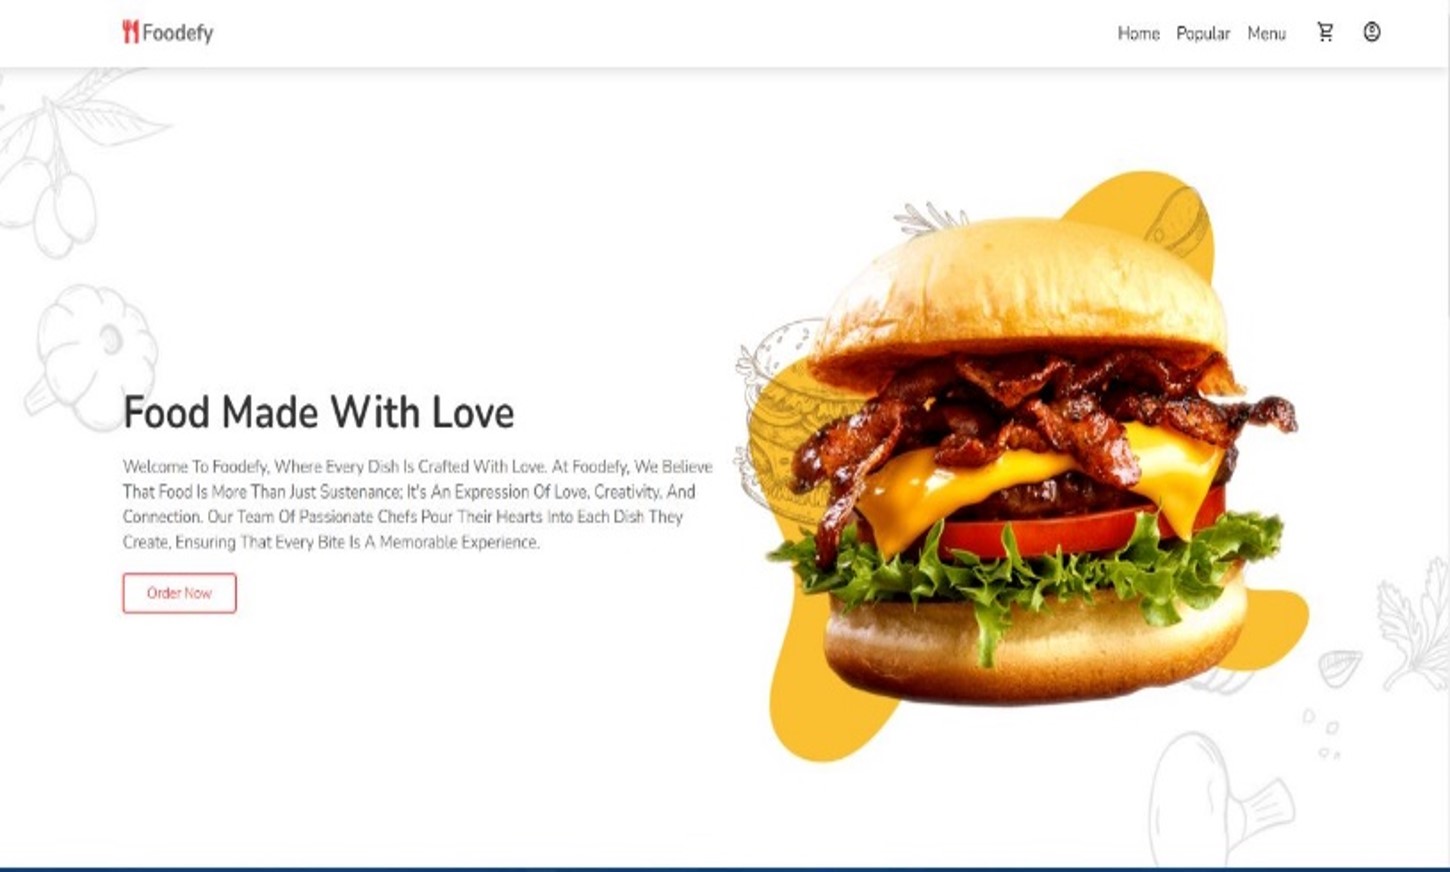 Foodefy
Home Popular Menu
Food Made With Love
Welcome To Foodefy, Where Every Dish Is Crafted With Love. At Foodefy, We Believe
That Food Is More Than Just Sustenance; It's An Expression Of Love, Creativity, And
Connection. Our Team Of Passionate Chefs Pour Their Hearts Into Each Dish They
Create, Ensuring That Every Bite Is A Memorable Experience.
Order Now